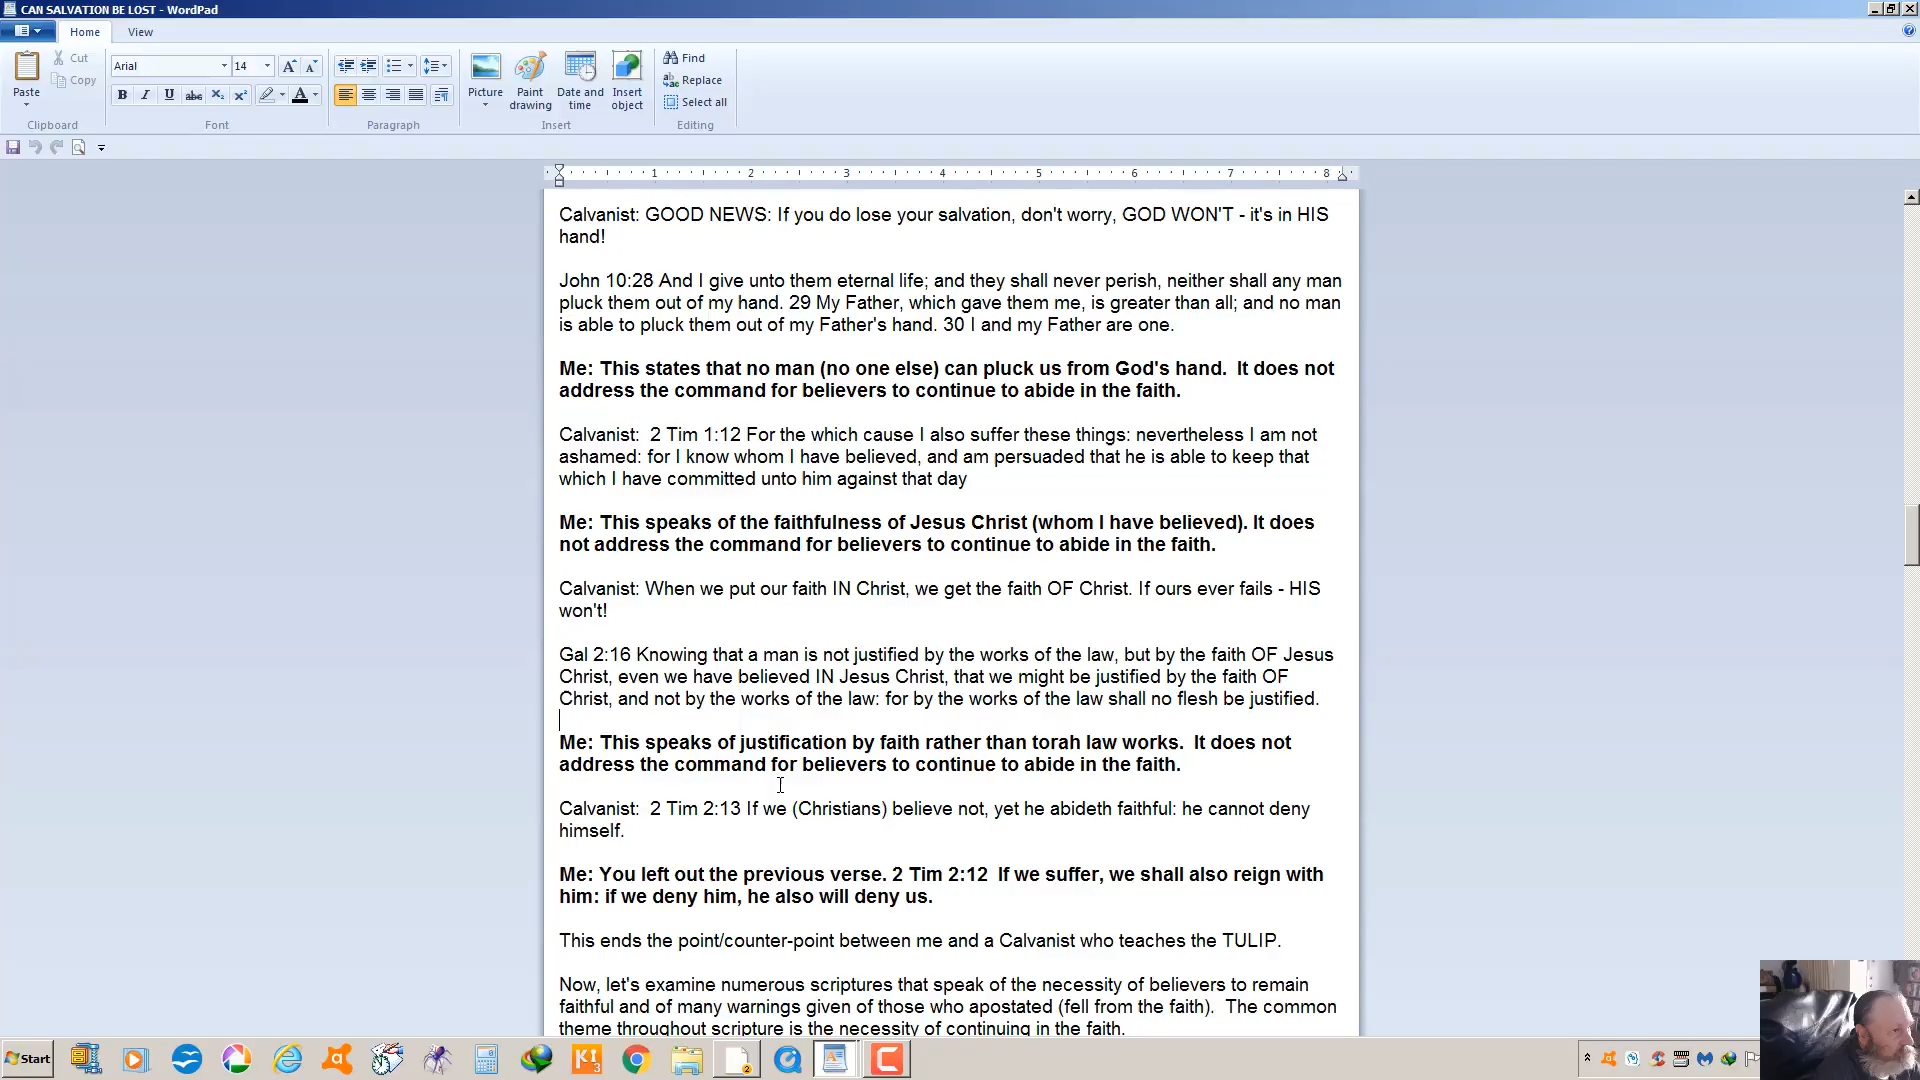 CAN SALVATION BE LOST - WordPad
Home View
Cut
Copy
Paste
Clipboard
Arial 14
Font
Paragraph
Picture
Paint drawing
Date and time
Insert object
Insert
Find
Replace
Select all
Editing
1 2 3 4 5 6 7 8
Calvanist: GOOD NEWS: If you do lose your salvation, don't worry, GOD WON'T - it's in HIS
hand!
John 10:28 And I give unto them eternal life; and they shall never perish, neither shall any man
pluck them out of my hand. 29 My Father, which gave them me, is greater than all; and no man
is able to pluck them out of my Father's hand. 30 I and my Father are one.
Me: This states that no man (no one else) can pluck us from God's hand.  It does not
address the command for believers to continue to abide in the faith.
Calvanist:  2 Tim 1:12 For the which cause I also suffer these things: nevertheless I am not
ashamed: for I know whom I have believed, and am persuaded that he is able to keep that
which I have committed unto him against that day
Me: This speaks of the faithfulness of Jesus Christ (whom I have believed). It does
not address the command for believers to continue to abide in the faith.
Calvanist: When we put our faith IN Christ, we get the faith OF Christ. If ours ever fails - HIS
won't!
Gal 2:16 Knowing that a man is not justified by the works of the law, but by the faith OF Jesus
Christ, even we have believed IN Jesus Christ, that we might be justified by the faith OF
Christ, and not by the works of the law: for by the works of the law shall no flesh be justified.
Me: This speaks of justification by faith rather than torah law works.  It does not
address the command for believers to continue to abide in the faith.
Calvanist:  2 Tim 2:13 If we (Christians) believe not, yet he abideth faithful: he cannot deny
himself.
Me: You left out the previous verse. 2 Tim 2:12  If we suffer, we shall also reign with
him: if we deny him, he also will deny us.
This ends the point/counter-point between me and a Calvanist who teaches the TULIP.
Now, let's examine numerous scriptures that speak of the necessity of believers to remain
faithful and of many warnings given of those who apostated (fell from the faith).  The common
theme throughout scripture is the necessity of continuing in the faith.
Start